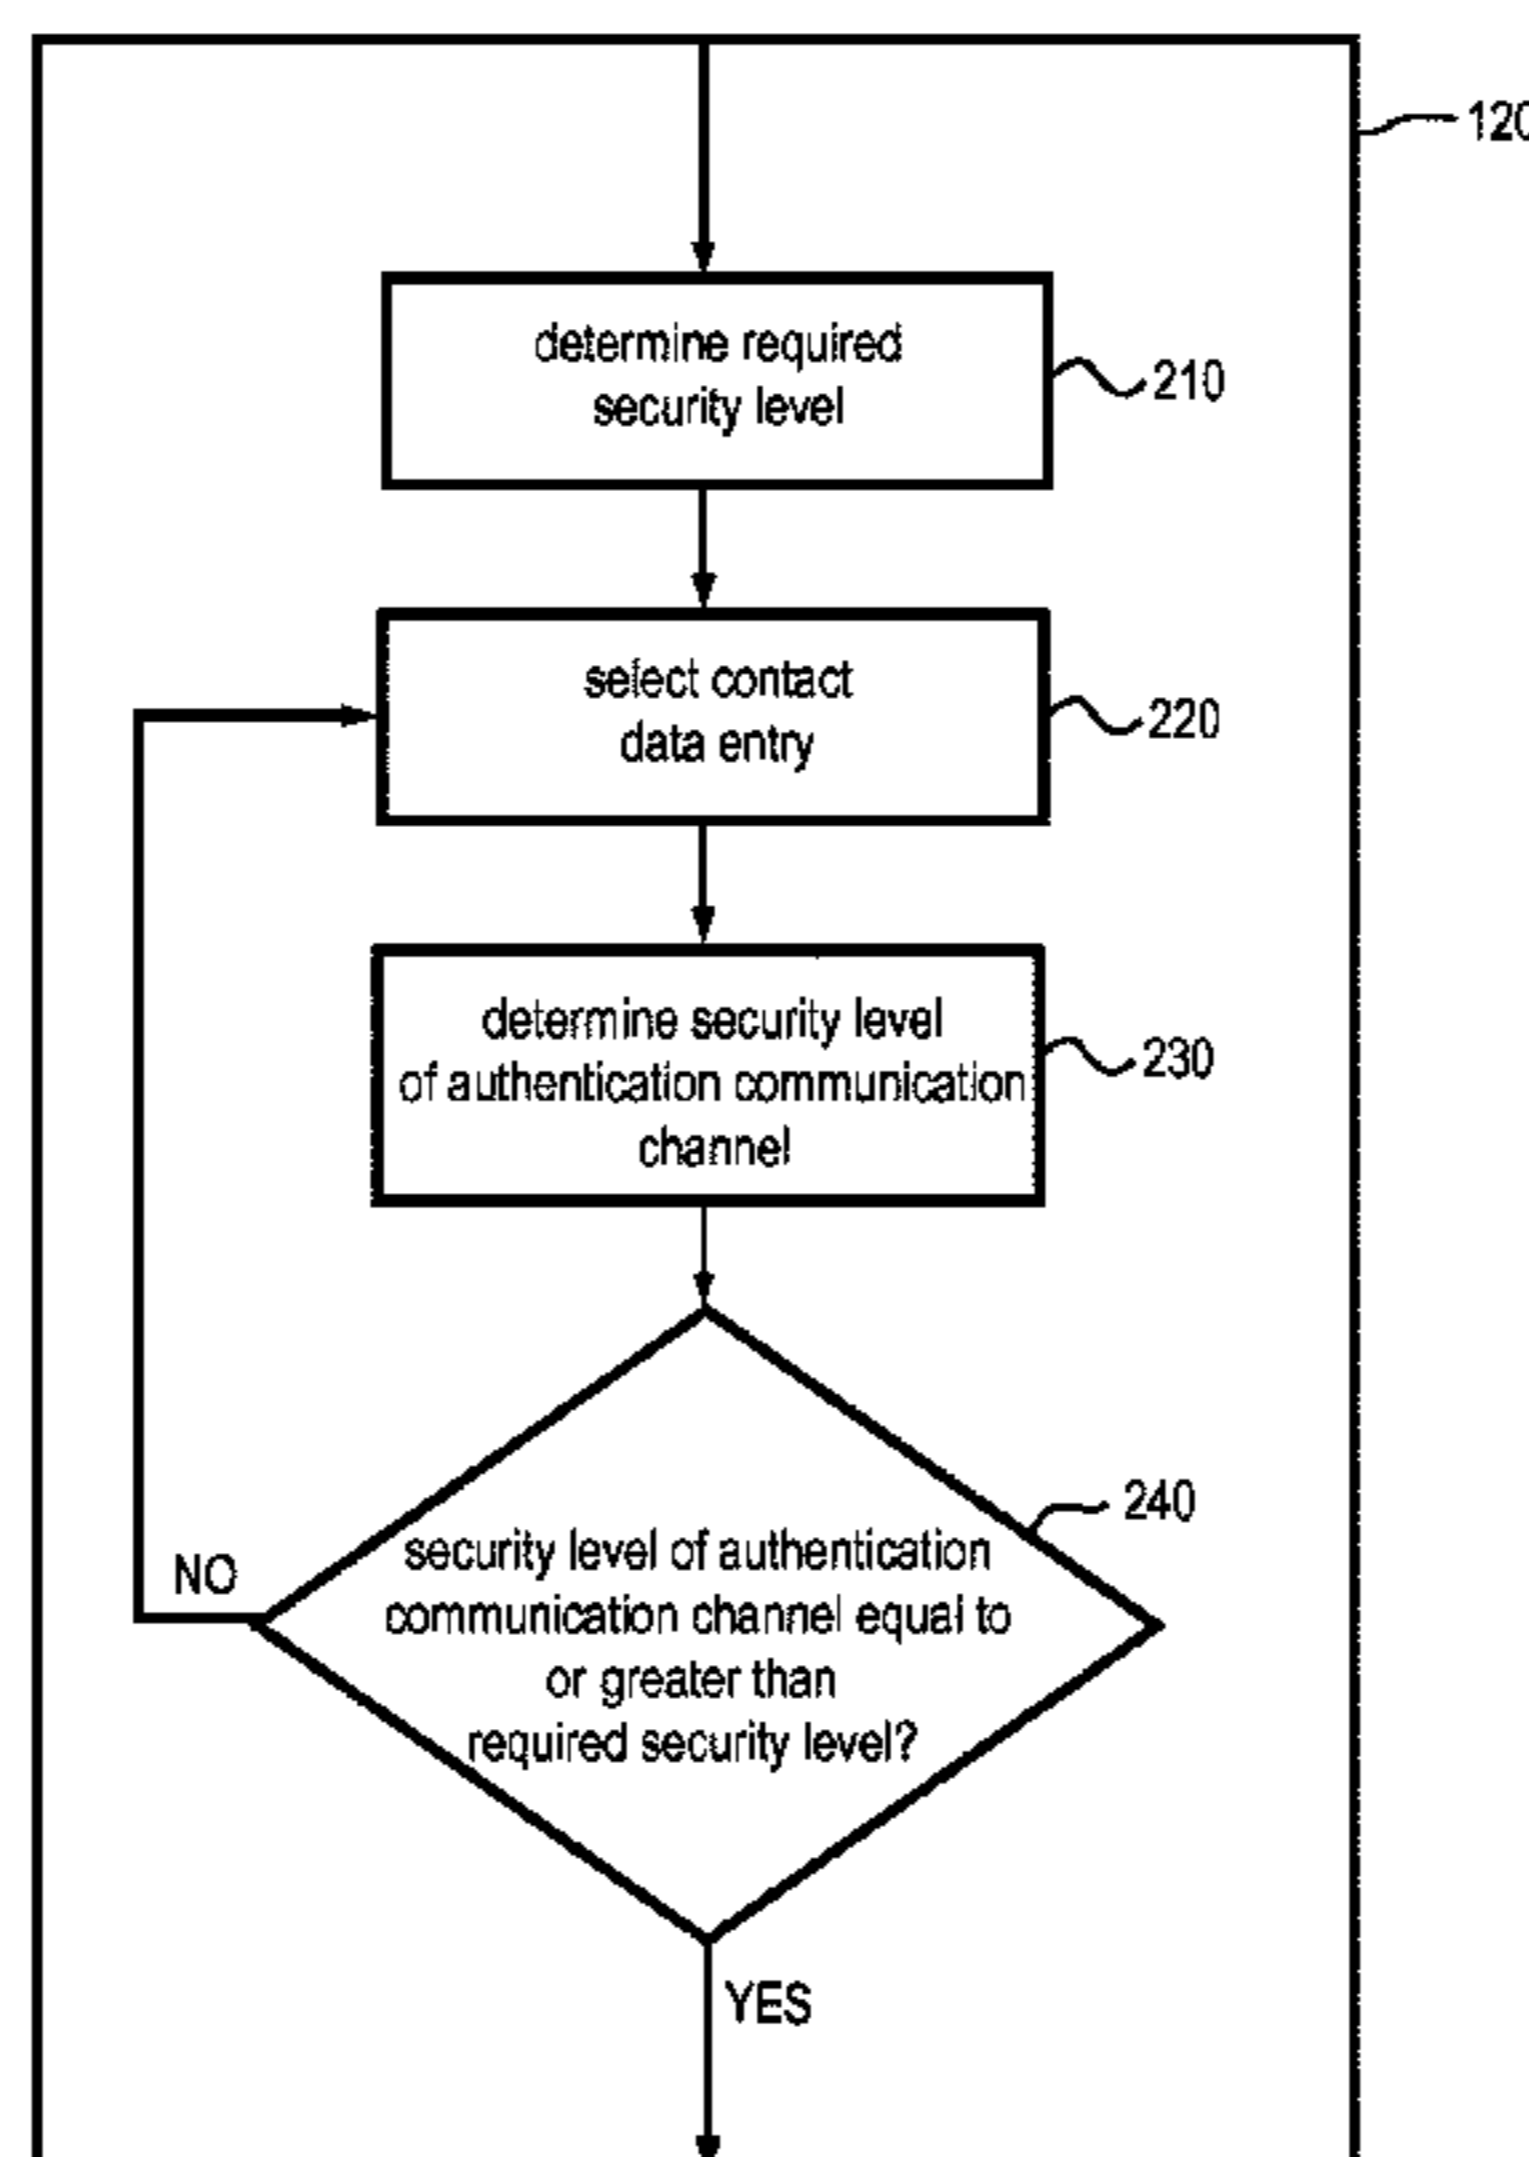 120
determine required
security level
210
select contact
data entry
220
determine security level
of authentication communication
channel
230
240
security level of authentication
communication channel equal to
or greater than
required security level?
NO
YES